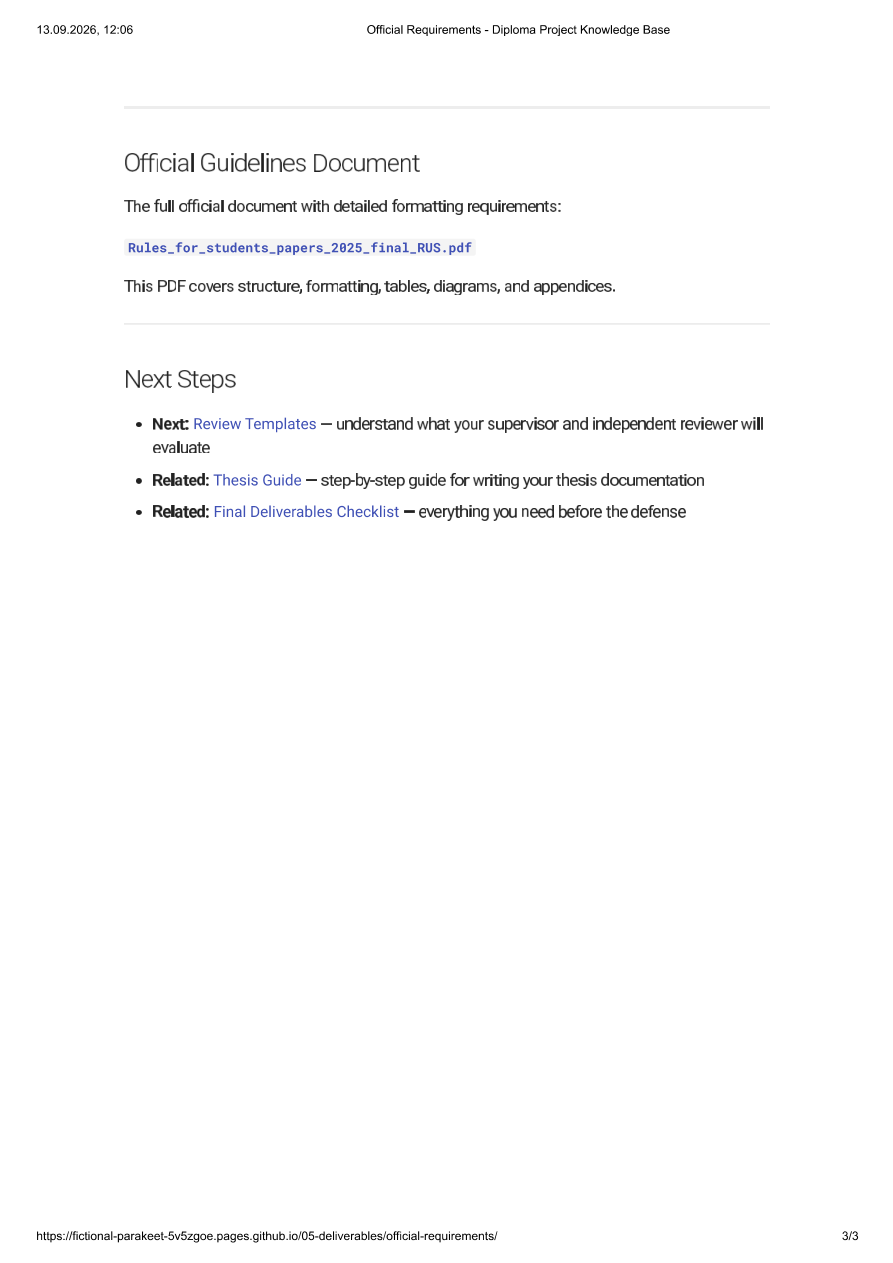 13.09.2026, 12:06 Official Requirements - Diploma Project Knowledge Base
Official Guidelines Document
The full official document with detailed formatting requirements:
Rules_for_students_papers_2025_final_RUS.pdf
This PDF covers structure, formatting, tables, diagrams, and appendices.
Next Steps
• Next: Review Templates — understand what your supervisor and independent reviewer will
evaluate
• Related: Thesis Guide — step-by-step guide for writing your thesis documentation
• Related: Final Deliverables Checklist — everything you need before the defense
https://fictional-parakeet-5v5zgoe.pages.github.io/05-deliverables/official-requirements/ 3/3